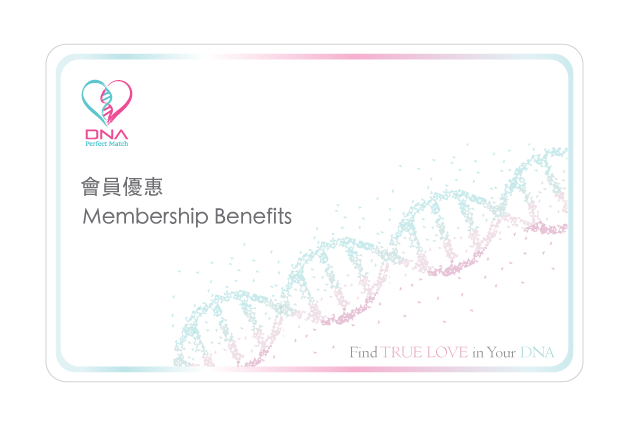 DNA
Perfect Match
會員優惠
Membership Benefits
Find TRUE LOVE in Your DNA